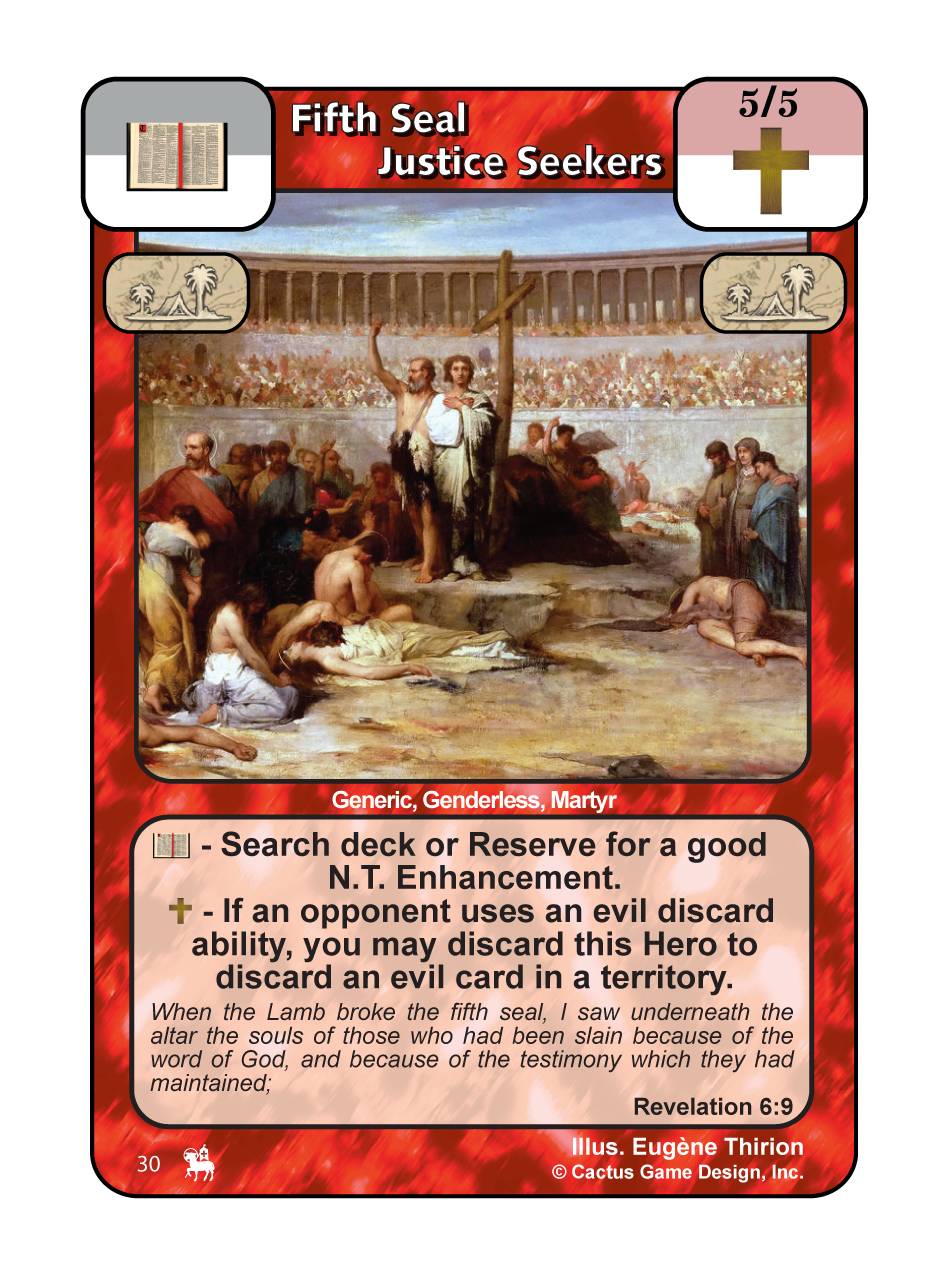 Fifth Seal
Justice Seekers
5/5
Generic, Genderless, Martyr
- Search deck or Reserve for a good
N.T. Enhancement.
- If an opponent uses an evil discard
ability, you may discard this Hero to
discard an evil card in a territory.
When the Lamb broke the fifth seal, I saw underneath the
altar the souls of those who had been slain because of the
word of God, and because of the testimony which they had
maintained;
Revelation 6:9
Illus. Eugène Thirion
30
© Cactus Game Design, Inc.